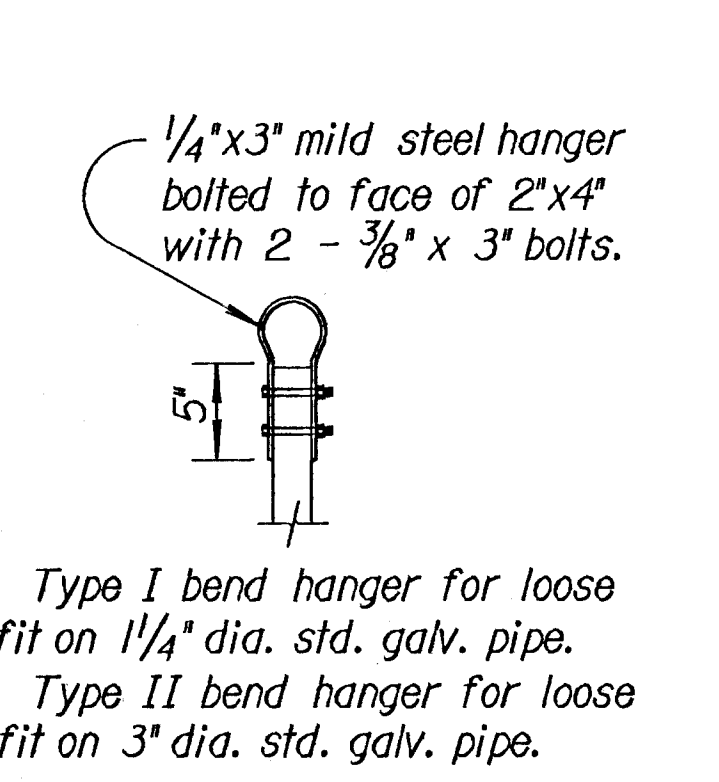 1/4"x3" mild steel hanger
bolted to face of 2"x4"
with 2 - 3/8" x 3" bolts.
5"
Type I bend hanger for loose
fit on 1 1/4" dia. std. galv. pipe.
Type II bend hanger for loose
fit on 3" dia. std. galv. pipe.